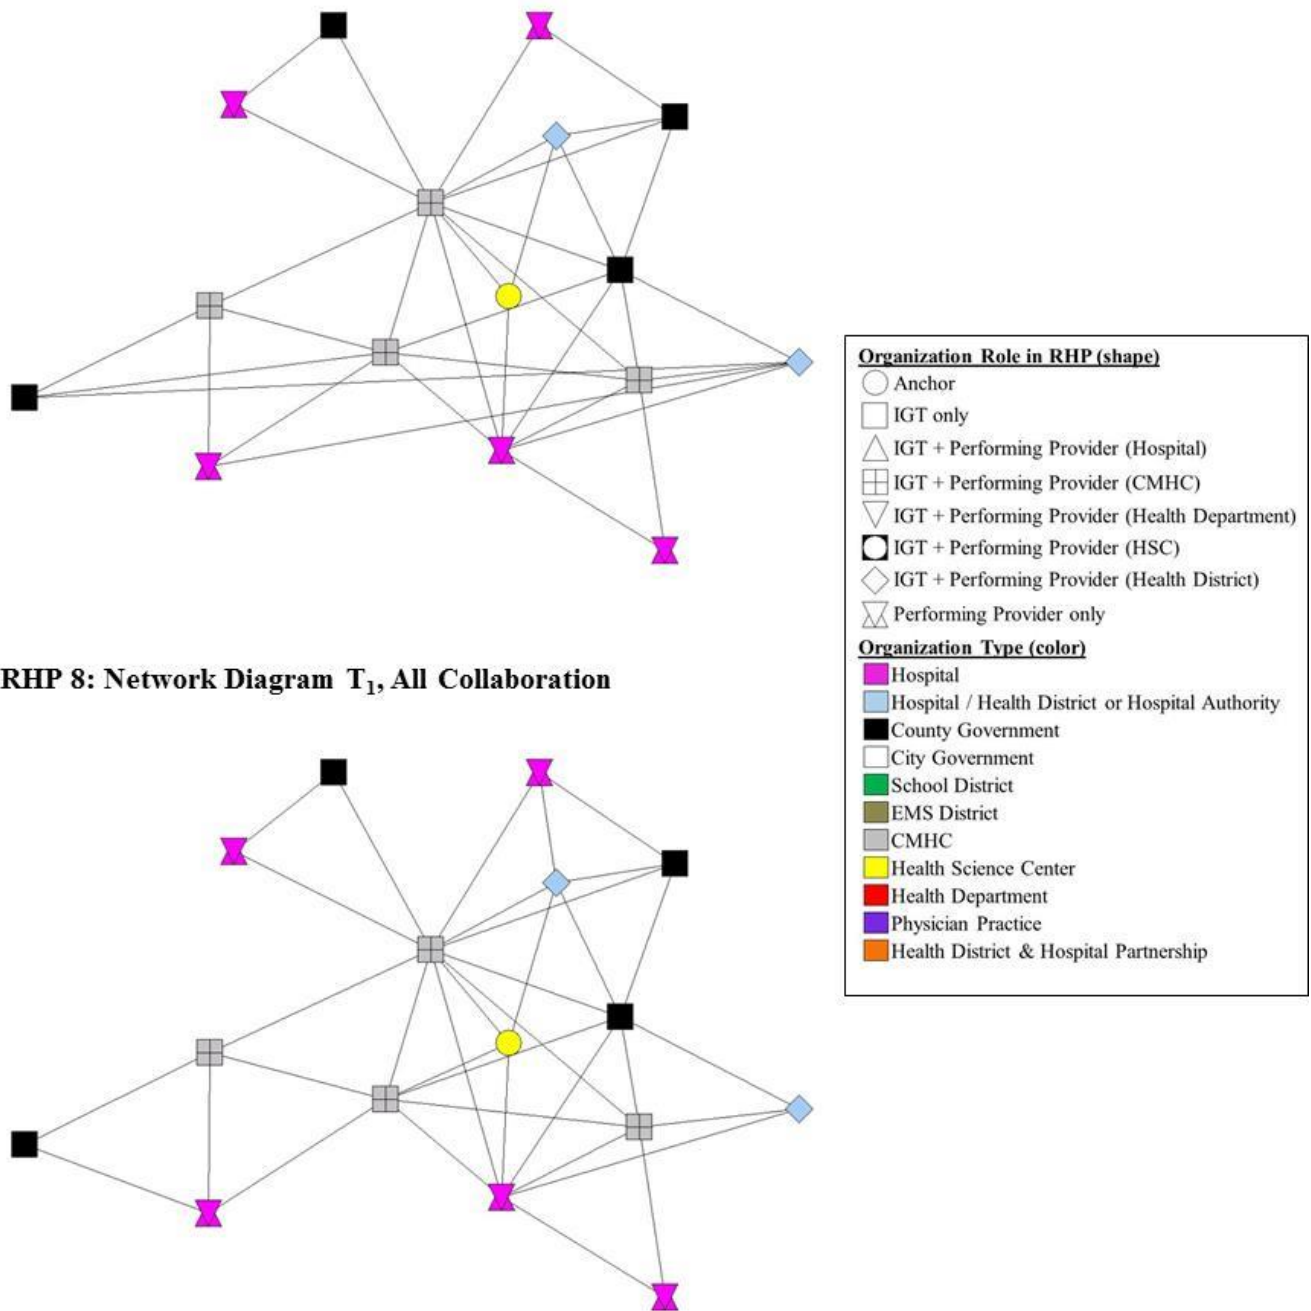 Organization Role in RHP (shape)
Anchor
IGT only
IGT + Performing Provider (Hospital)
IGT + Performing Provider (CMHC)
IGT + Performing Provider (Health Department)
IGT + Performing Provider (HSC)
IGT + Performing Provider (Health District)
Performing Provider only
Organization Type (color)
Hospital
Hospital / Health District or Hospital Authority
County Government
City Government
School District
EMS District
CMHC
Health Science Center
Health Department
Physician Practice
Health District & Hospital Partnership
RHP 8: Network Diagram T₁, All Collaboration